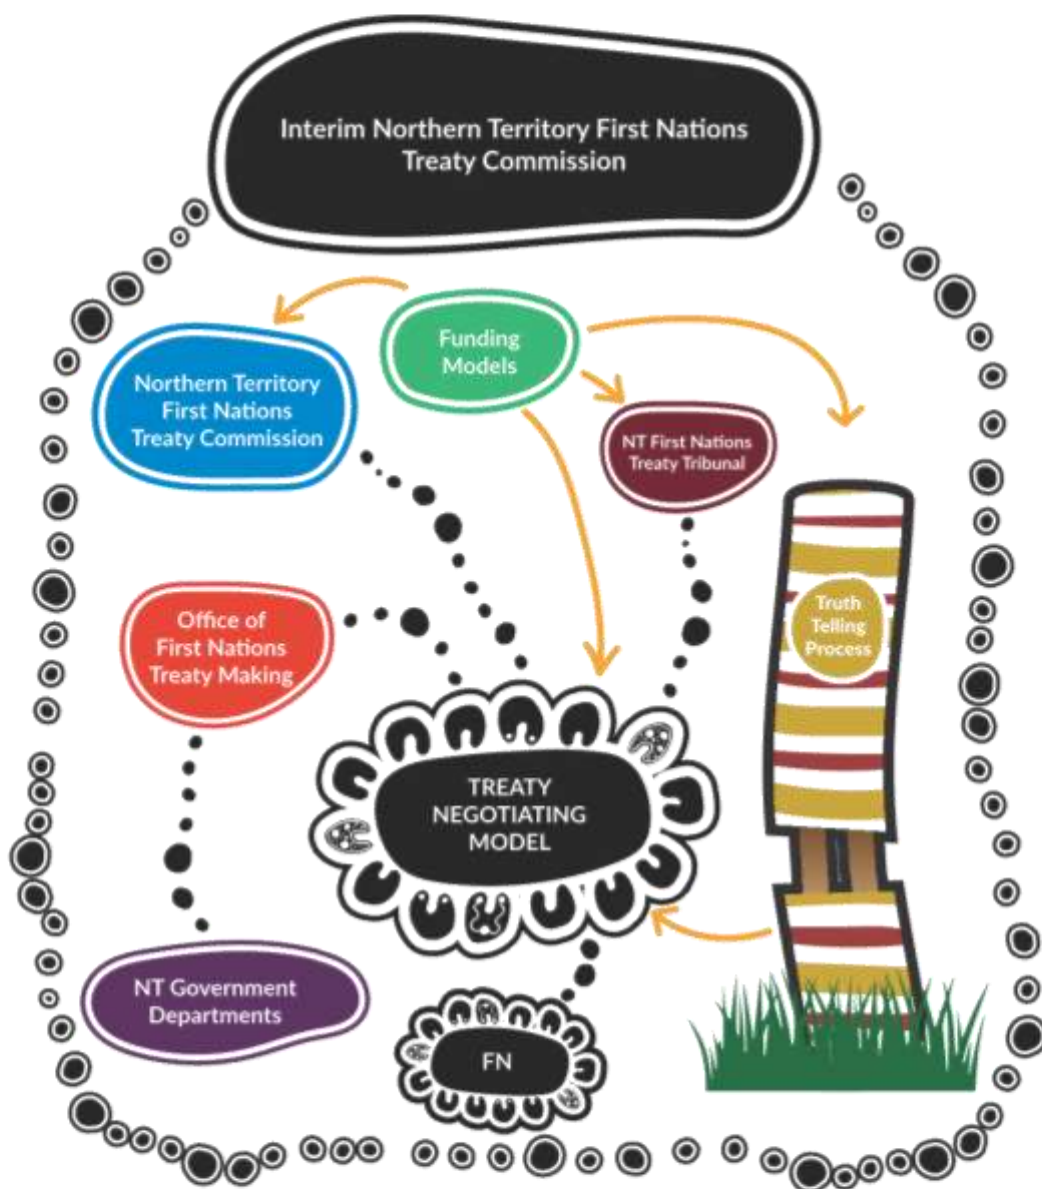 Interim Northern Territory First Nations
Treaty Commission
Funding
Models
Northern Territory
First Nations
Treaty Commission
NT First Nations
Treaty Tribunal
Office of
First Nations
Treaty Making
Truth
Telling
Process
TREATY
NEGOTIATING
MODEL
NT Government
Departments
FN